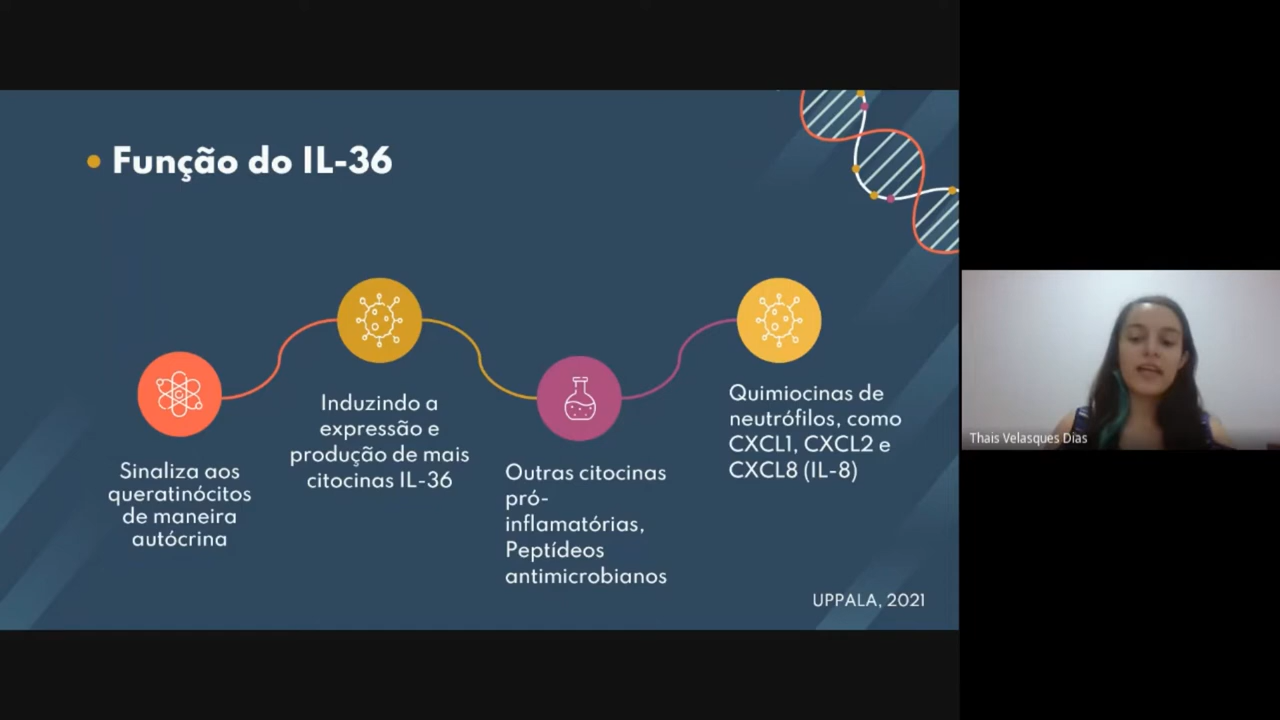 Função do IL-36
Sinaliza aos
queratinócitos
de maneira
autócrina
Induzindo a
expressão e
produção de mais
citocinas IL-36
Outras citocinas
pró-
inflamatórias,
Peptídeos
antimicrobianos
Quimiocinas de
neutrófilos, como
CXCL1, CXCL2 e
CXCL8 (IL-8)
UPPALA, 2021
Thais Velasques Dias